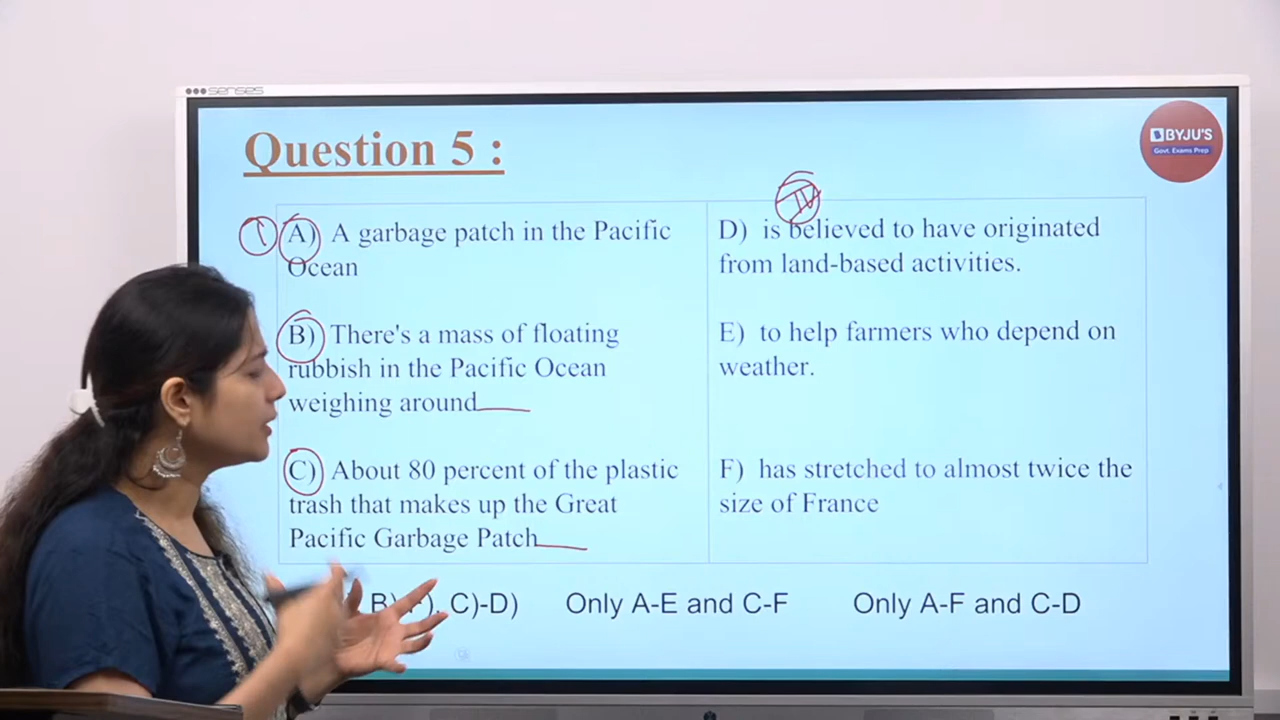 senses
BYJU'S
Govt. Exams Prep
Question 5 :
IV
1 A) A garbage patch in the Pacific
Ocean
B) There's a mass of floating
rubbish in the Pacific Ocean
weighing around
C) About 80 percent of the plastic
trash that makes up the Great
Pacific Garbage Patch
D) is believed to have originated
from land-based activities.
E) to help farmers who depend on
weather.
F) has stretched to almost twice the
size of France
C)-D)
Only A-E and C-F
Only A-F and C-D